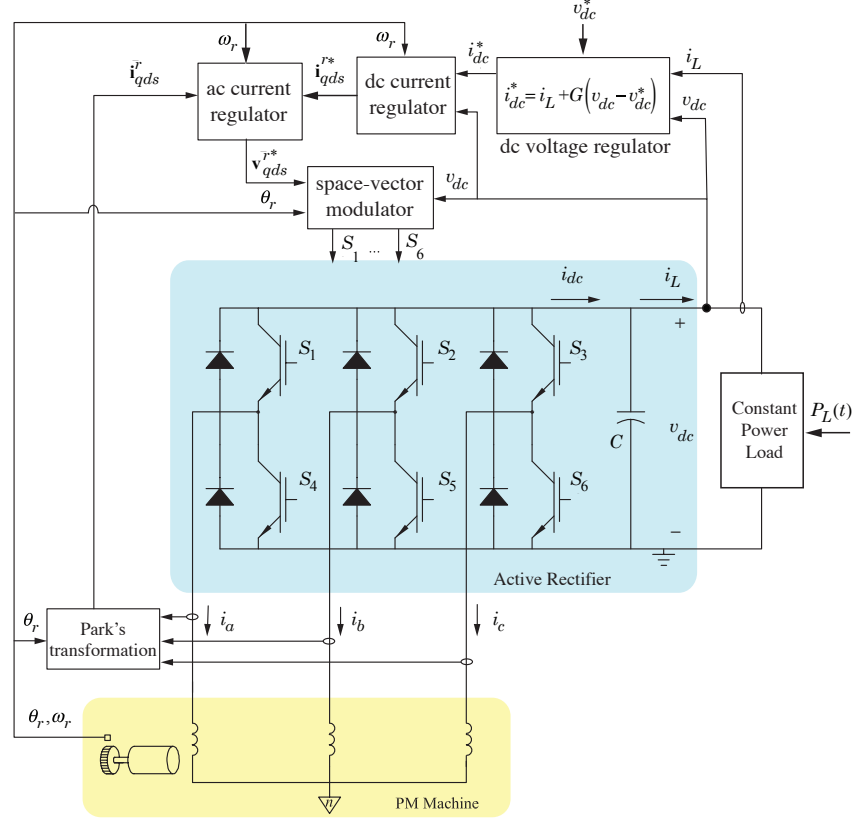 v*dc
ωr
ωr
i*dc
iL
i r̄ qds
i r* qds
ac current
regulator
dc current
regulator
i*dc = iL + G(vdc − v*dc)
vdc
dc voltage regulator
v r̄* qds
space-vector
modulator
vdc
θr
S1 ... S6
idc
iL
+
S1
S2
S3
Constant
Power
Load
PL(t)
C
vdc
S4
S5
S6
−
Active Rectifier
ia
ib
ic
θr
Park's
transformation
θr, ωr
n
PM Machine